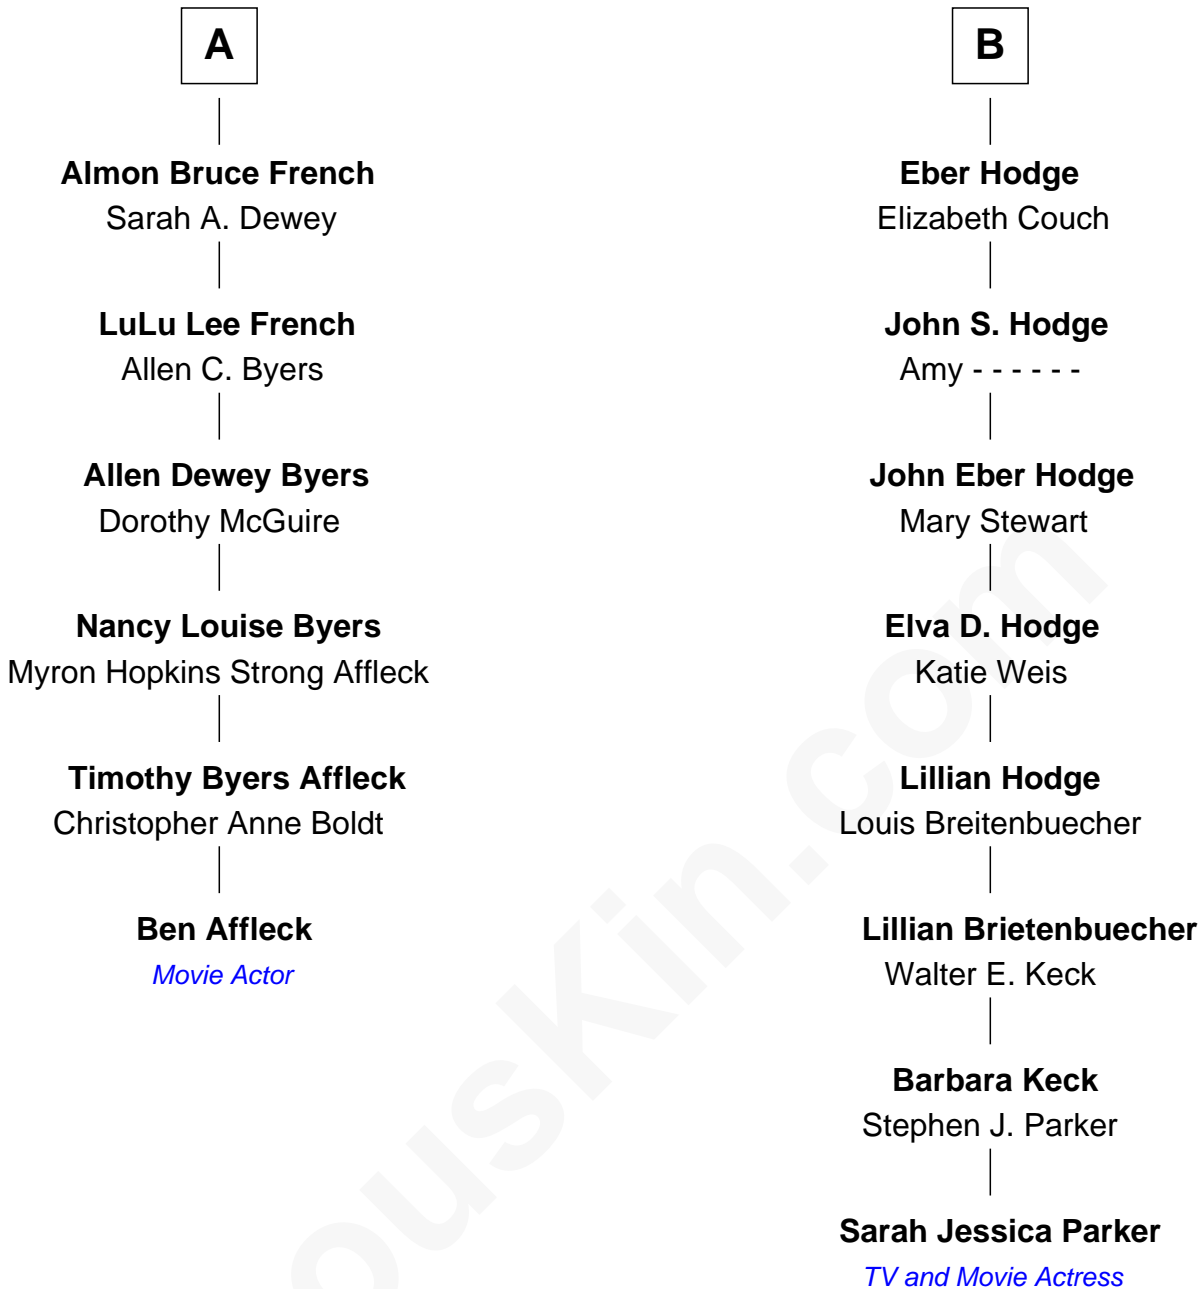 A
Almon Bruce French
Sarah A. Dewey
LuLu Lee French
Allen C. Byers
Allen Dewey Byers
Dorothy McGuire
Nancy Louise Byers
Myron Hopkins Strong Affleck
Timothy Byers Affleck
Christopher Anne Boldt
Ben Affleck
Movie Actor
B
Eber Hodge
Elizabeth Couch
John S. Hodge
Amy - - - - - -
John Eber Hodge
Mary Stewart
Elva D. Hodge
Katie Weis
Lillian Hodge
Louis Breitenbuecher
Lillian Brietenbuecher
Walter E. Keck
Barbara Keck
Stephen J. Parker
Sarah Jessica Parker
TV and Movie Actress
ousKin.com